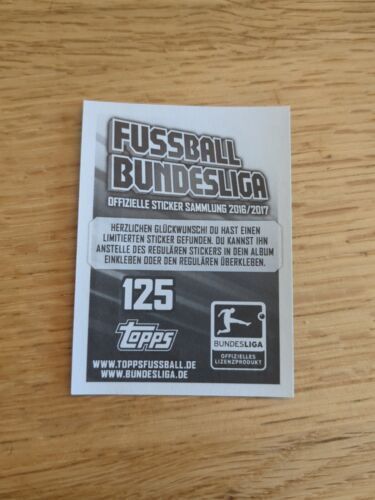 FUSSBALL
BUNDESLIGA
OFFIZIELLE STICKER SAMMLUNG 2016/2017
HERZLICHEN GLÜCKWUNSCH! DU HAST EINEN
LIMITIERTEN STICKER GEFUNDEN. DU KANNST IHN
ANSTELLE DES REGULÄREN STICKERS IN DEIN ALBUM
EINKLEBEN ODER DEN REGULÄREN ÜBERKLEBEN.
125
topps
BUNDESLIGA
OFFIZIELLES
LIZENZPRODUKT
WWW.TOPPSFUSSBALL.DE
WWW.BUNDESLIGA.DE